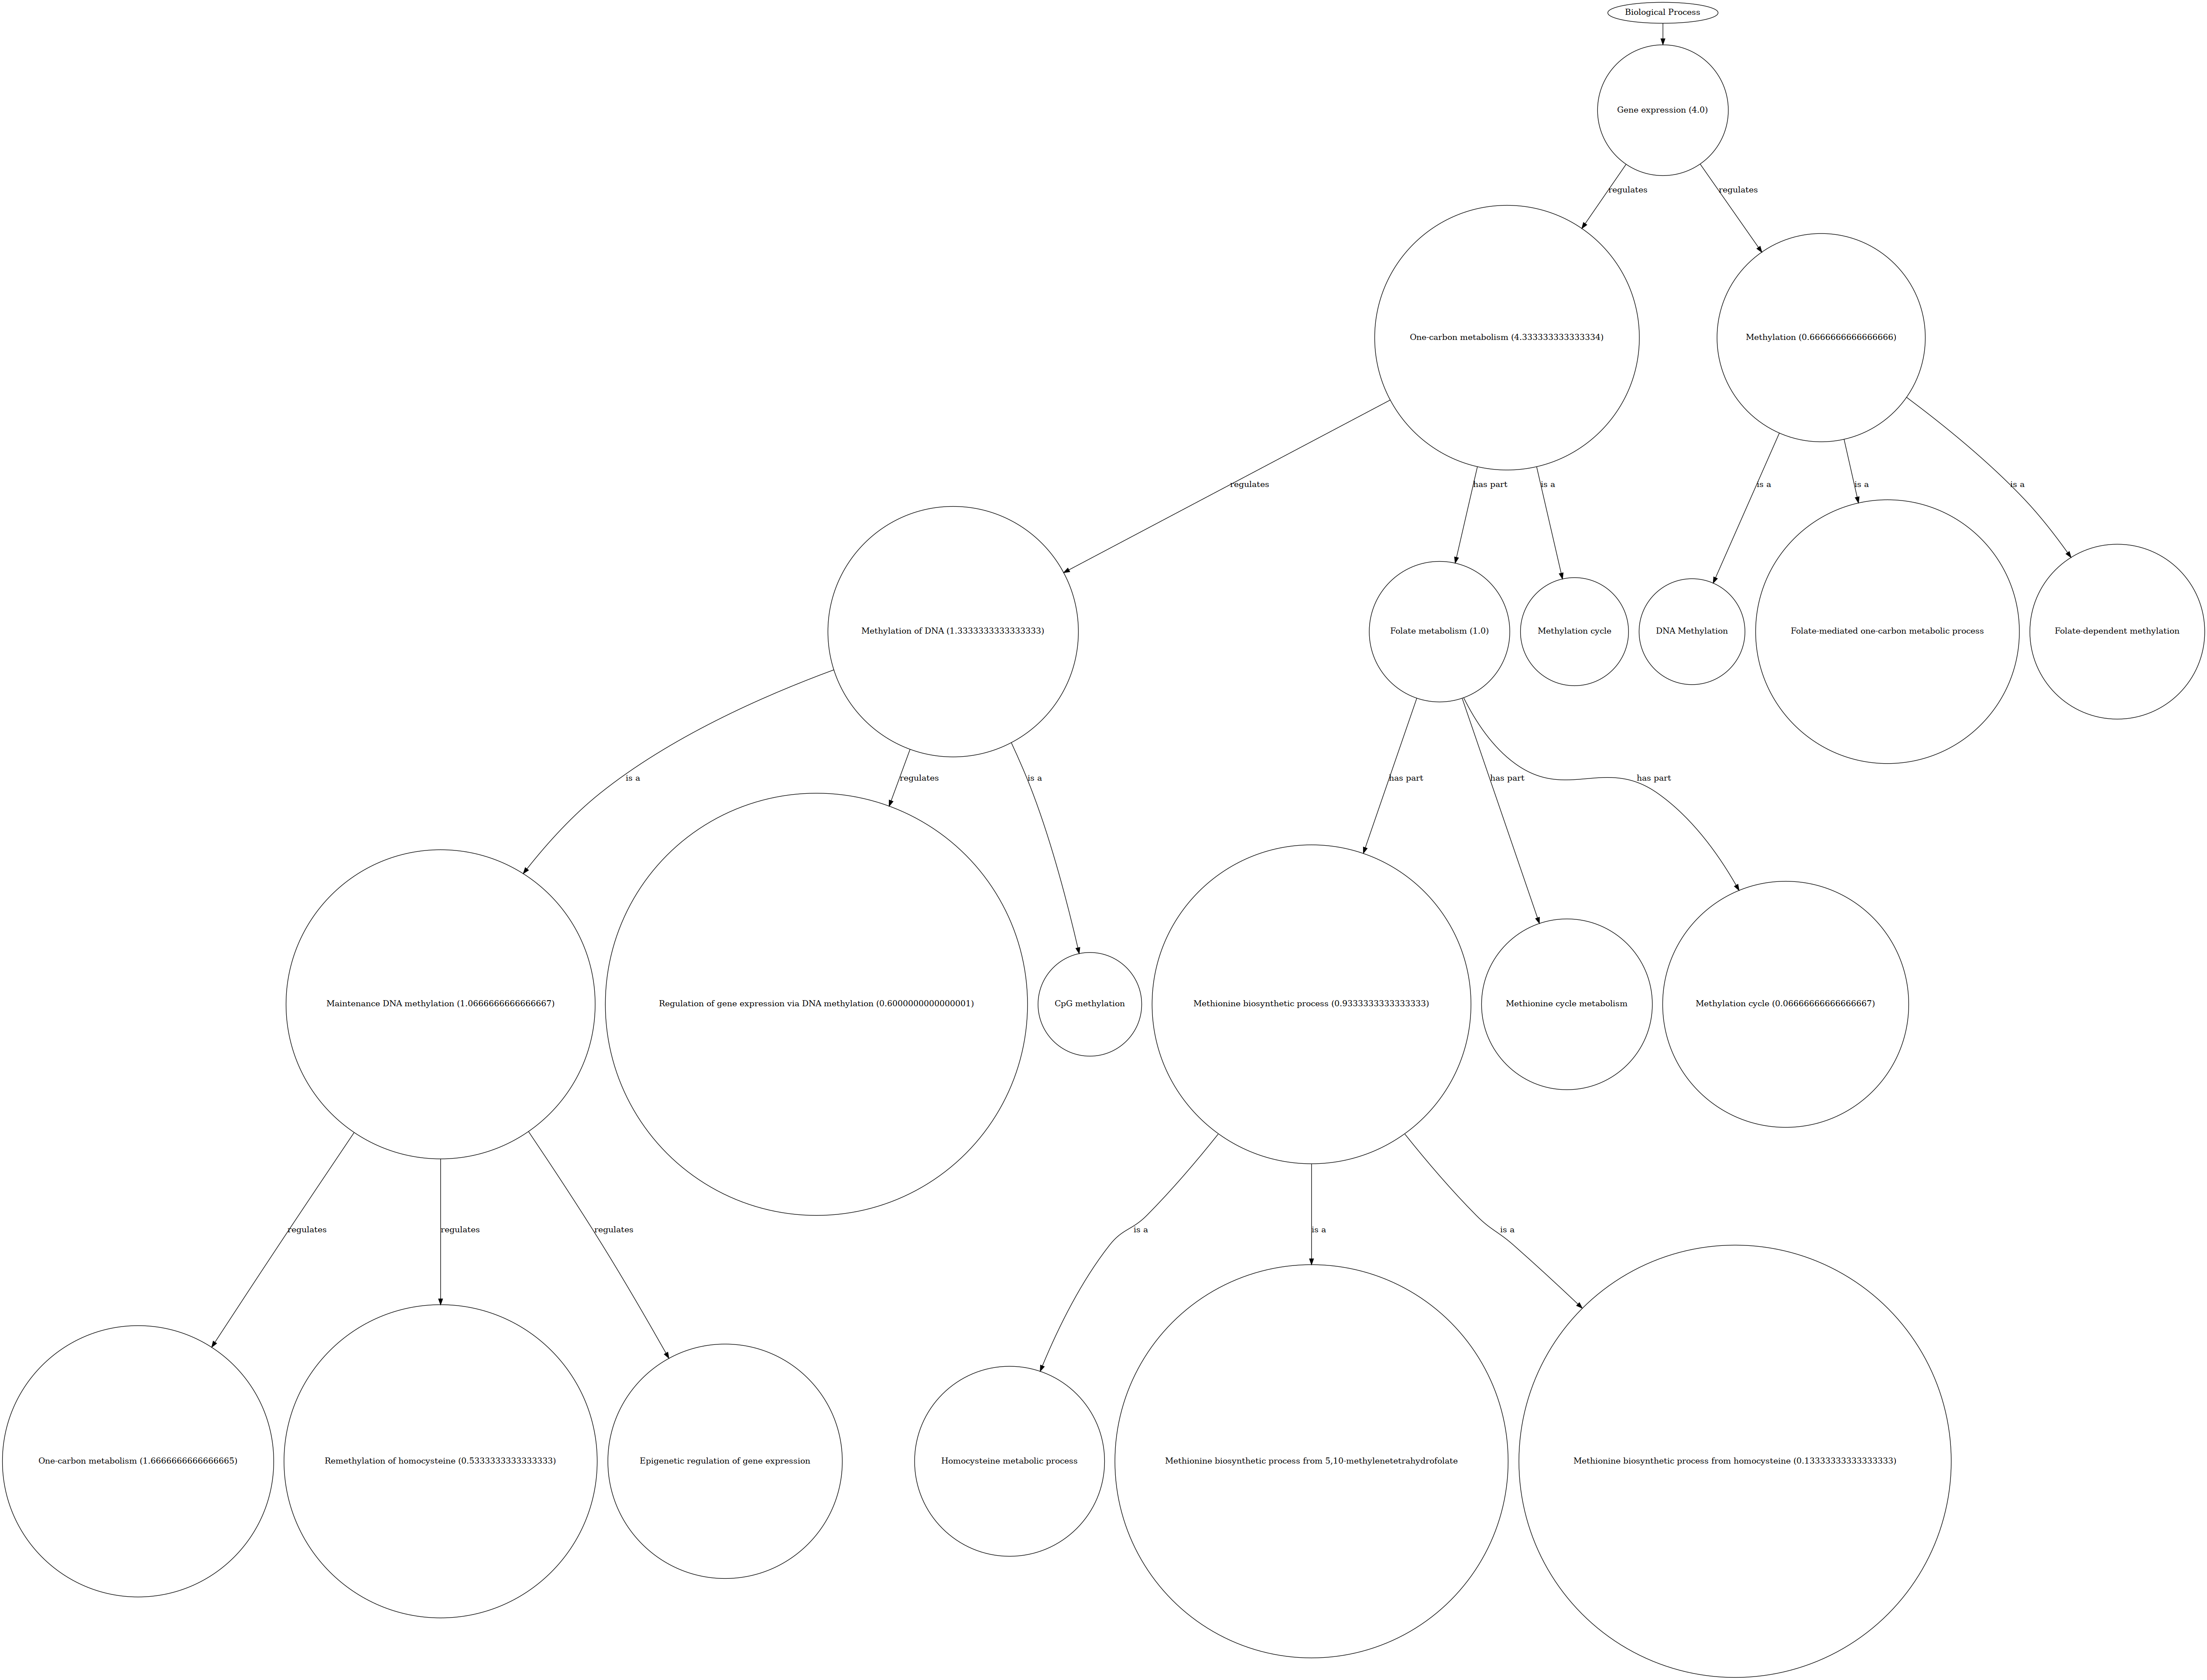 Biological Process
Gene expression (4.0)
regulates
regulates
One-carbon metabolism (4.333333333333334)
Methylation (0.6666666666666666)
regulates
has part
is a
is a
is a
is a
Methylation of DNA (1.3333333333333333)
Folate metabolism (1.0)
Methylation cycle
DNA Methylation
Folate-mediated one-carbon metabolic process
Folate-dependent methylation
is a
regulates
is a
has part
has part
has part
Maintenance DNA methylation (1.0666666666666667)
Regulation of gene expression via DNA methylation (0.6000000000000001)
CpG methylation
Methionine biosynthetic process (0.9333333333333333)
Methionine cycle metabolism
Methylation cycle (0.06666666666666667)
regulates
regulates
regulates
is a
is a
is a
One-carbon metabolism (1.6666666666666665)
Remethylation of homocysteine (0.5333333333333333)
Epigenetic regulation of gene expression
Homocysteine metabolic process
Methionine biosynthetic process from 5,10-methylenetetrahydrofolate
Methionine biosynthetic process from homocysteine (0.13333333333333333)